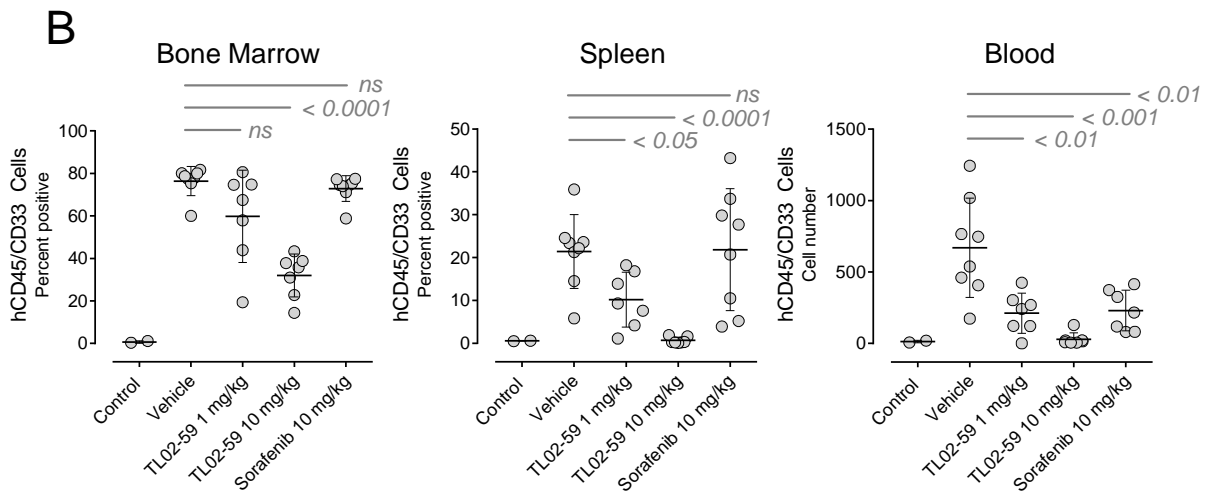 B
Bone Marrow
ns
< 0.0001
ns
hCD45/CD33 Cells
Percent positive
100
80
60
40
20
0
Control
Vehicle
TL02-59 1 mg/kg
TL02-59 10 mg/kg
Sorafenib 10 mg/kg
Spleen
ns
< 0.0001
< 0.05
hCD45/CD33 Cells
Percent positive
50
40
30
20
10
0
Control
Vehicle
TL02-59 1 mg/kg
TL02-59 10 mg/kg
Sorafenib 10 mg/kg
Blood
< 0.01
< 0.001
< 0.01
hCD45/CD33 Cells
Cell number
1500
1000
500
0
Control
Vehicle
TL02-59 1 mg/kg
TL02-59 10 mg/kg
Sorafenib 10 mg/kg